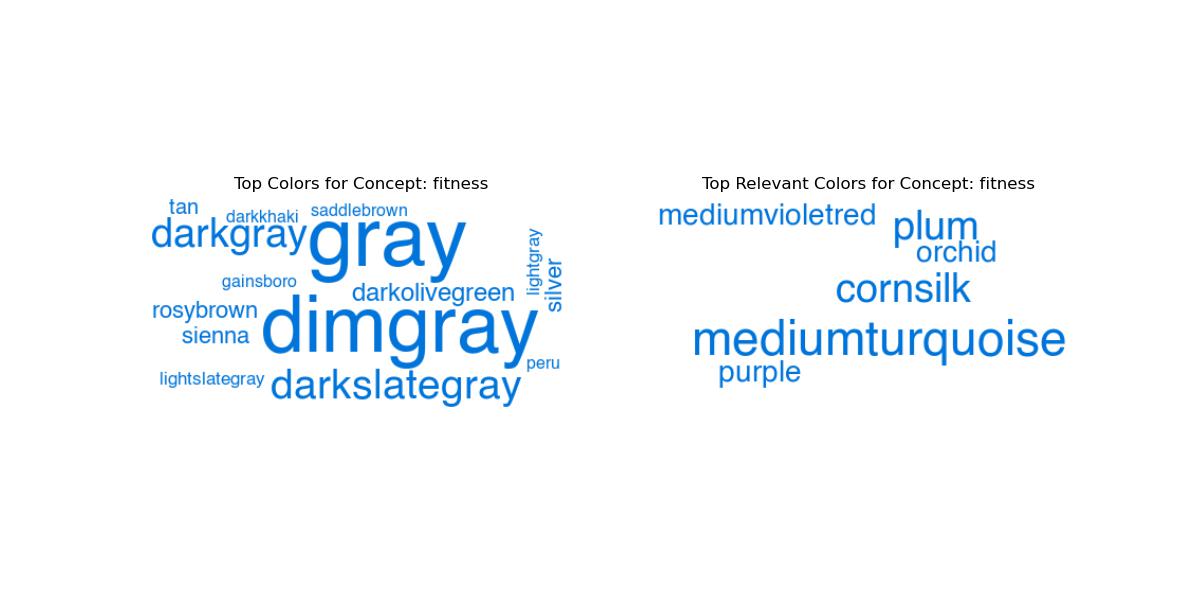 Top Colors for Concept: fitness
tan
darkkhaki
saddlebrown
darkgray
gray
lightgray
silver
gainsboro
darkolivegreen
rosybrown
dimgray
sienna
peru
lightslategray
darkslategray
Top Relevant Colors for Concept: fitness
mediumvioletred
plum
orchid
cornsilk
mediumturquoise
purple